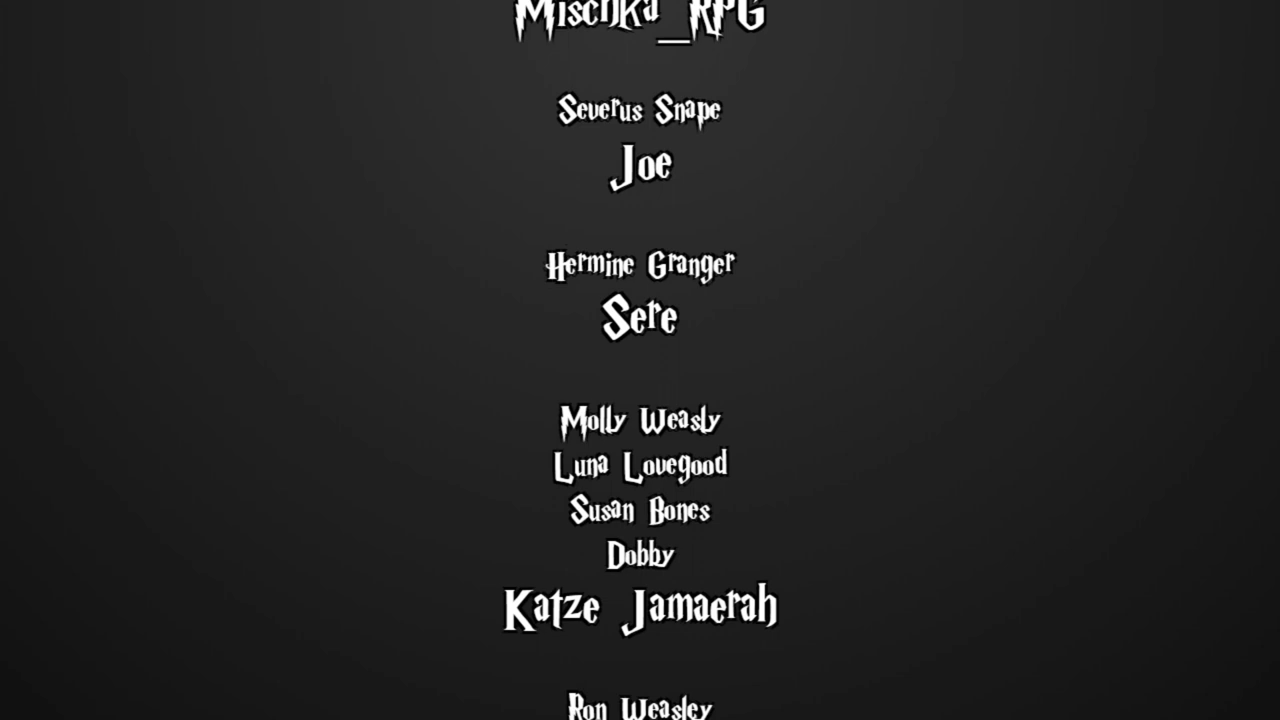 Mischka_RPG
Severus Snape
Joe
Hermine Granger
Sere
Molly Weasly
Luna Lovegood
Susan Bones
Dobby
Katze Jamaerah
Ron Weasley